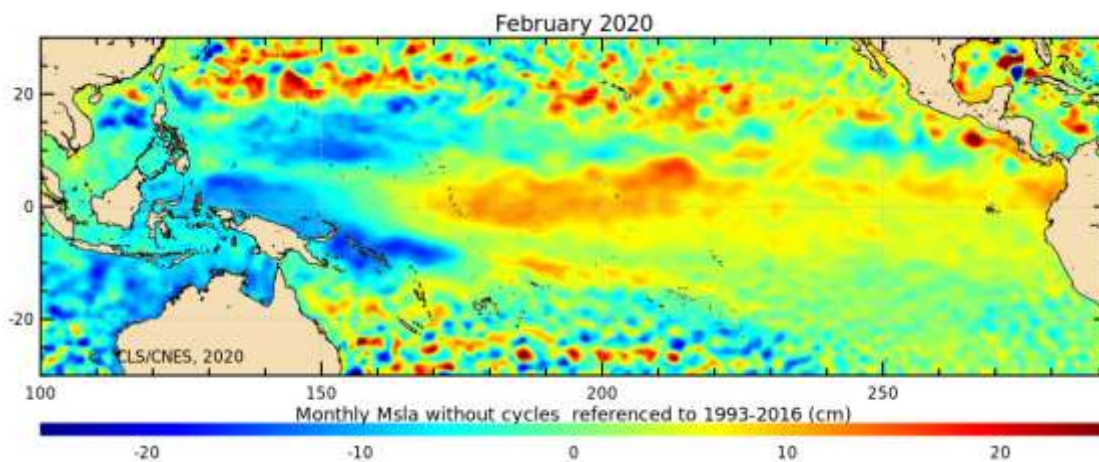 February 2020
20
0
-20
CLS/CNES, 2020
100 150 200 250
Monthly Msla without cycles referenced to 1993-2016 (cm)
-20 -10 0 10 20